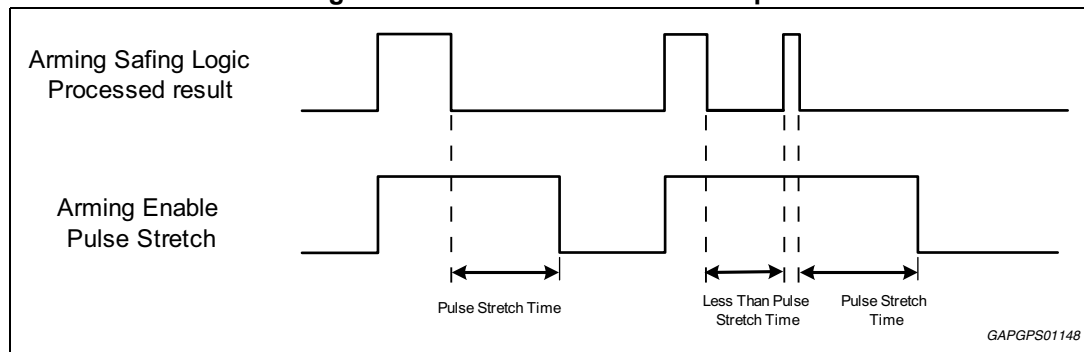 Arming Safing Logic
Processed result
Arming Enable
Pulse Stretch
Pulse Stretch Time
Less Than Pulse
Stretch Time
Pulse Stretch
Time
GAPGPS01148